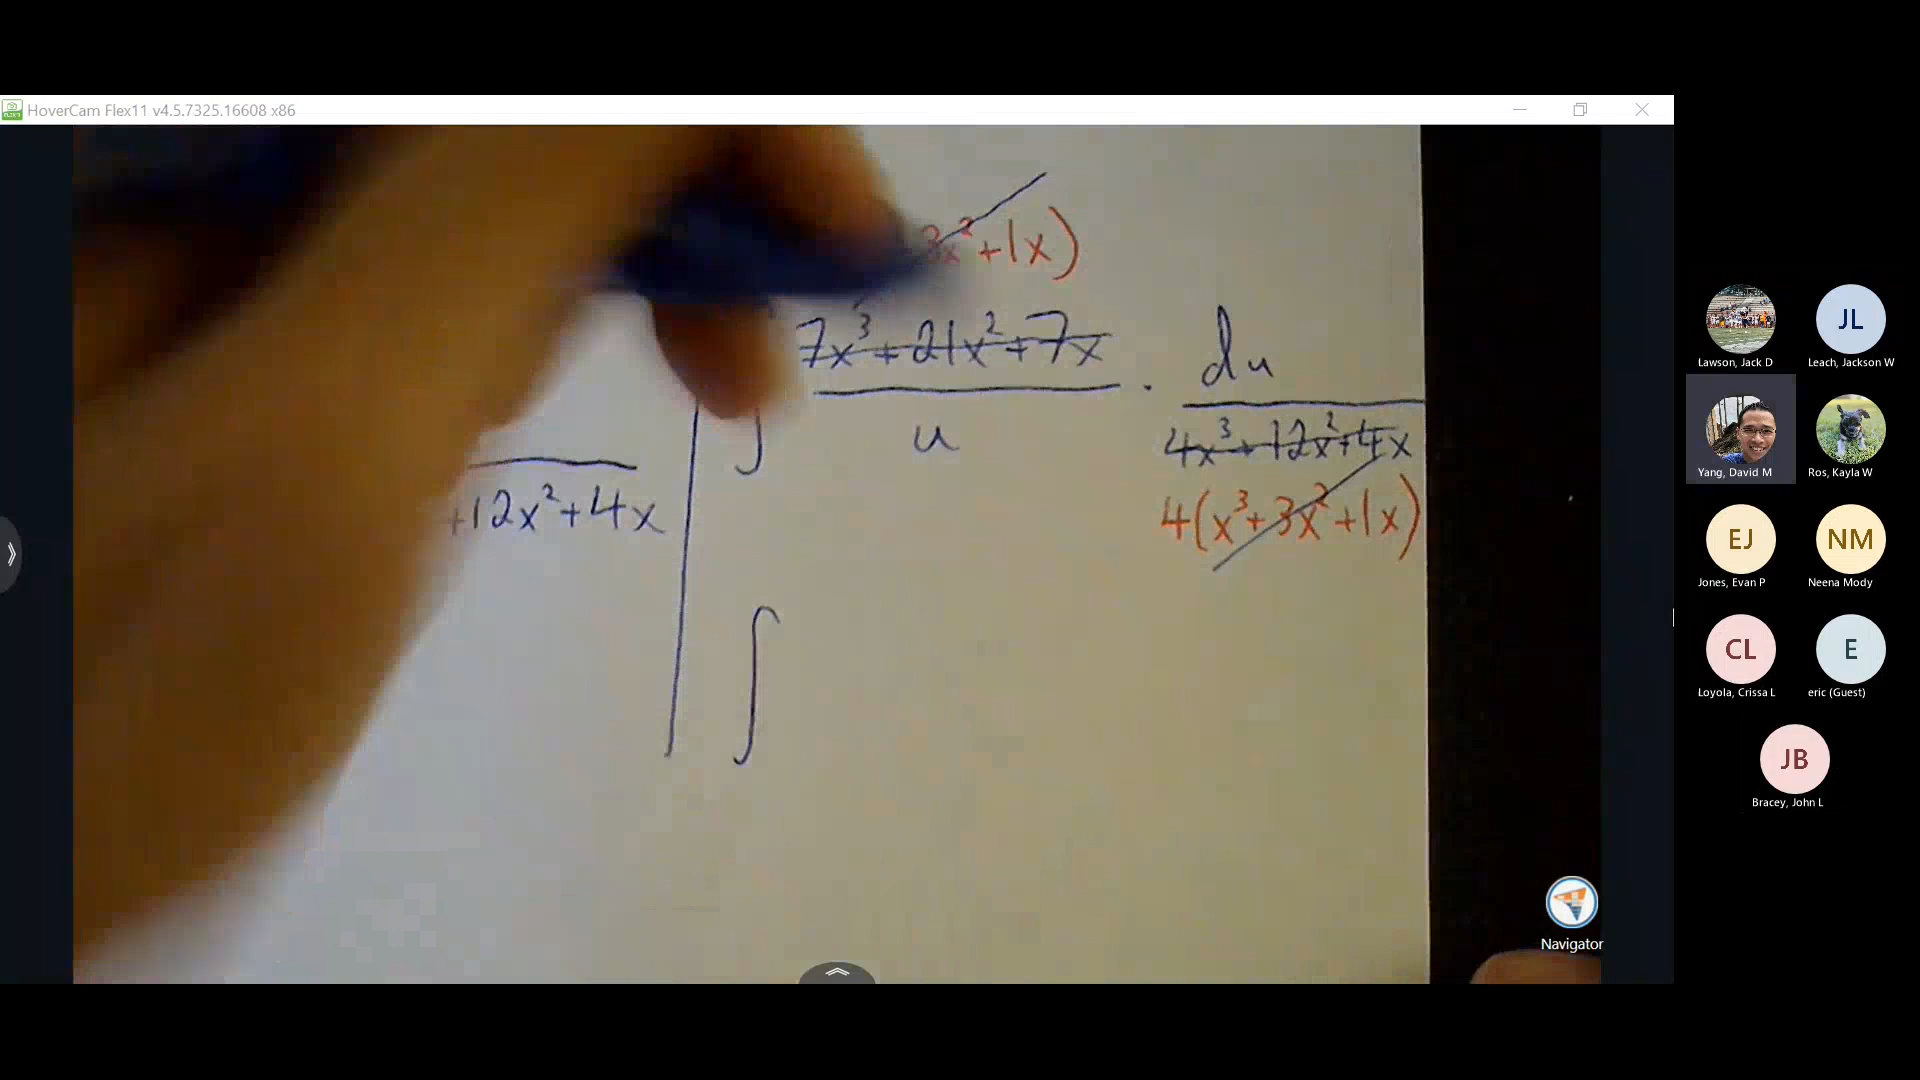 HoverCam Flex11 v4.5.7325.16608 x86
3x²+1x)
7x³+21x²+7x
u
·
du
4x³+12x²+4x
4(x³+3x²+1x)
+12x²+4x
∫
∫
Lawson, Jack D
JL
Leach, Jackson W
Yang, David M
Ros, Kayla W
EJ
Jones, Evan P
NM
Neena Mody
CL
Loyola, Crissa L
E
eric (Guest)
JB
Bracey, John L
Navigator